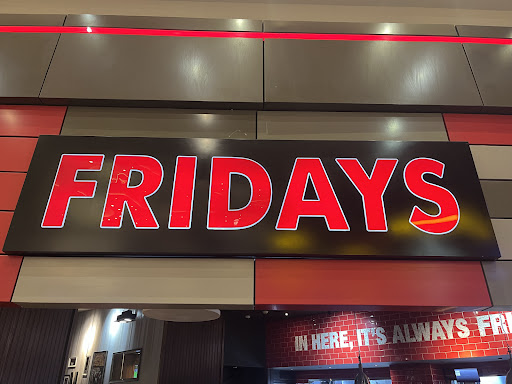 FRIDAYS
IN HERE, IT'S ALWAYS